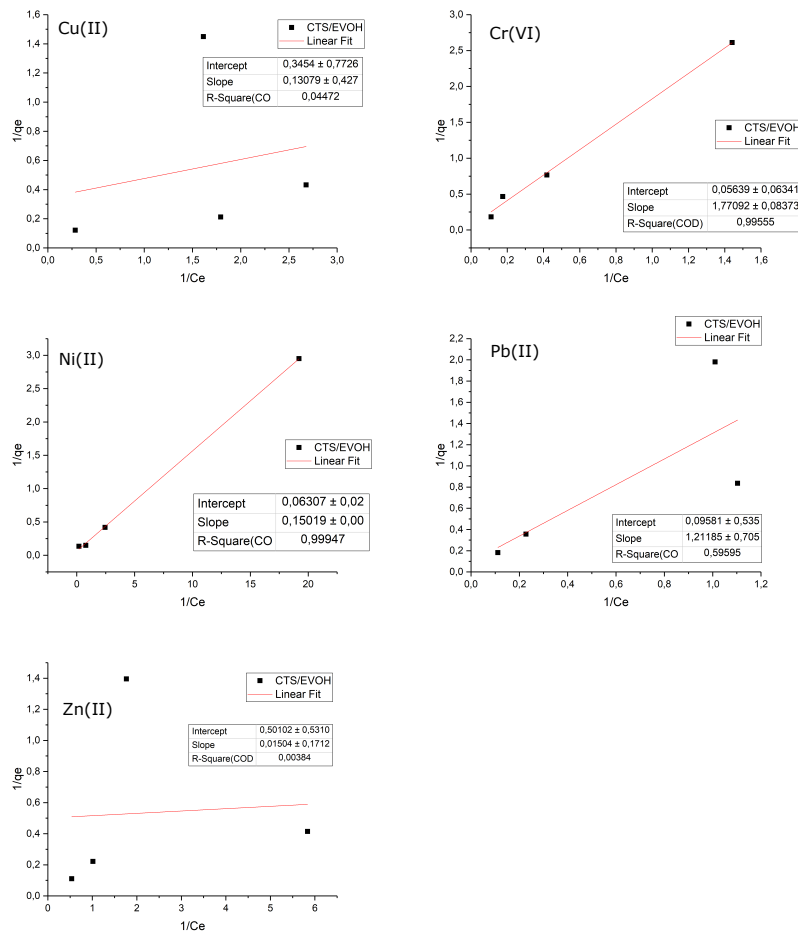 Cu(II)
1,6
1,4
1,2
1,0
0,8
0,6
0,4
0,2
0,0
1/qe
CTS/EVOH
Linear Fit
Intercept 0,3454 ± 0,7726
Slope 0,13079 ± 0,427
R-Square(CO 0,04472
0,0 0,5 1,0 1,5 2,0 2,5 3,0
1/Ce
Cr(VI)
3,0
2,5
2,0
1,5
1,0
0,5
0,0
1/qe
CTS/EVOH
Linear Fit
Intercept 0,05639 ± 0,06341
Slope 1,77092 ± 0,08373
R-Square(COD) 0,99555
0,0 0,2 0,4 0,6 0,8 1,0 1,2 1,4 1,6
1/Ce
Ni(II)
3,0
2,5
2,0
1,5
1,0
0,5
0,0
1/qe
CTS/EVOH
Linear Fit
Intercept 0,06307 ± 0,02
Slope 0,15019 ± 0,00
R-Square(CO 0,99947
0 5 10 15 20
1/Ce
Pb(II)
2,2
2,0
1,8
1,6
1,4
1,2
1,0
0,8
0,6
0,4
0,2
0,0
1/qe
CTS/EVOH
Linear Fit
Intercept 0,09581 ± 0,535
Slope 1,21185 ± 0,705
R-Square(CO 0,59595
0,0 0,2 0,4 0,6 0,8 1,0 1,2
1/Ce
Zn(II)
1,4
1,2
1,0
0,8
0,6
0,4
0,2
0,0
1/qe
CTS/EVOH
Linear Fit
Intercept 0,50102 ± 0,5310
Slope 0,01504 ± 0,1712
R-Square(COD 0,00384
0 1 2 3 4 5 6
1/Ce